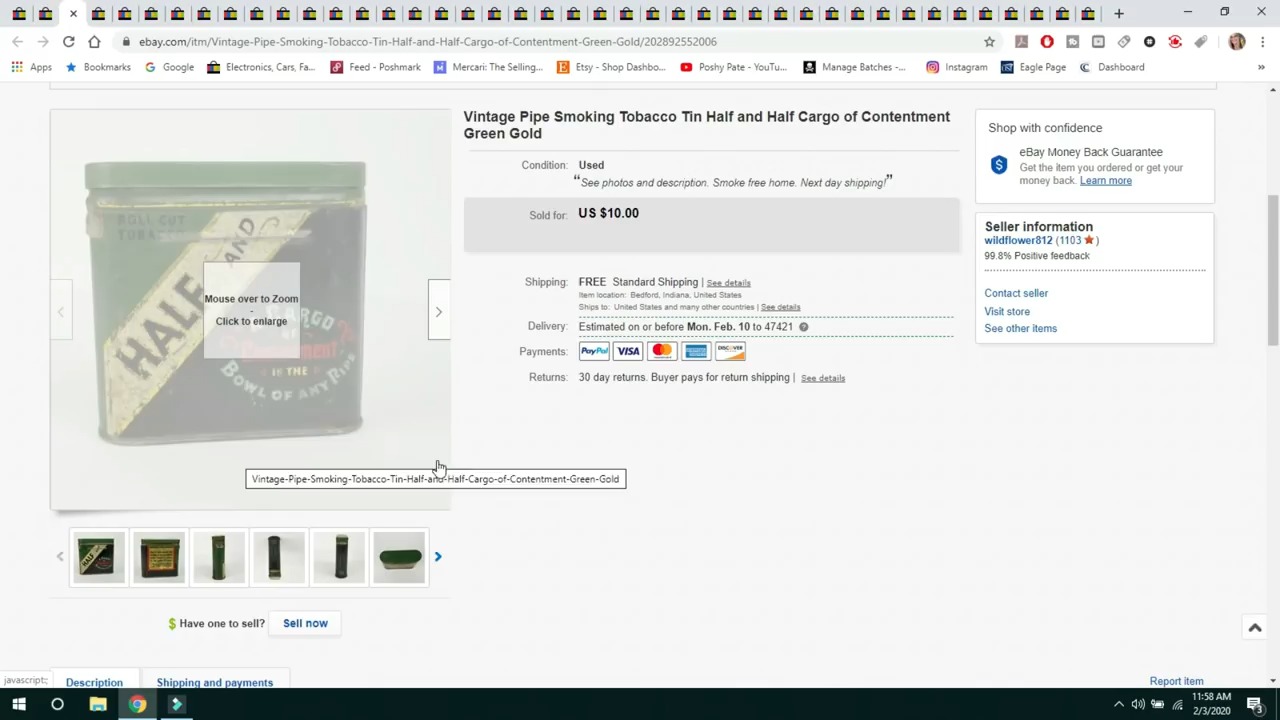 ebay.com/itm/Vintage-Pipe-Smoking-Tobacco-Tin-Half-and-Half-Cargo-of-Contentment-Green-Gold/202892552006
Apps Bookmarks Google Electronics, Cars, Fa... Feed - Poshmark Mercari: The Selling... Etsy - Shop Dashbo... Poshy Pate - YouTu... Manage Batches -... Instagram Eagle Page Dashboard »
Vintage Pipe Smoking Tobacco Tin Half and Half Cargo of Contentment
Green Gold
Condition: Used
“See photos and description. Smoke free home. Next day shipping!”
Sold for: US $10.00
Shipping: FREE Standard Shipping | See details
Item location: Bedford, Indiana, United States
Ships to: United States and many other countries | See details
Delivery: Estimated on or before Mon. Feb. 10 to 47421
Payments: PayPal VISA MasterCard DISCOVER
Returns: 30 day returns. Buyer pays for return shipping | See details
Shop with confidence
eBay Money Back Guarantee
Get the item you ordered or get your
money back. Learn more
Seller information
wildflower812 (1103 ★ )
99.8% Positive feedback
Contact seller
Visit store
See other items
ROLL CUT
TOBACCO
HALF AND
CARGO
IF THE
BOWL OF ANY PIPE
Mouse over to Zoom
-
Click to enlarge
Vintage-Pipe-Smoking-Tobacco-Tin-Half-and-Half-Cargo-of-Contentment-Green-Gold
$ Have one to sell? Sell now
javascript:;
Description Shipping and payments
Report item
11:58 AM
2/3/2020
3